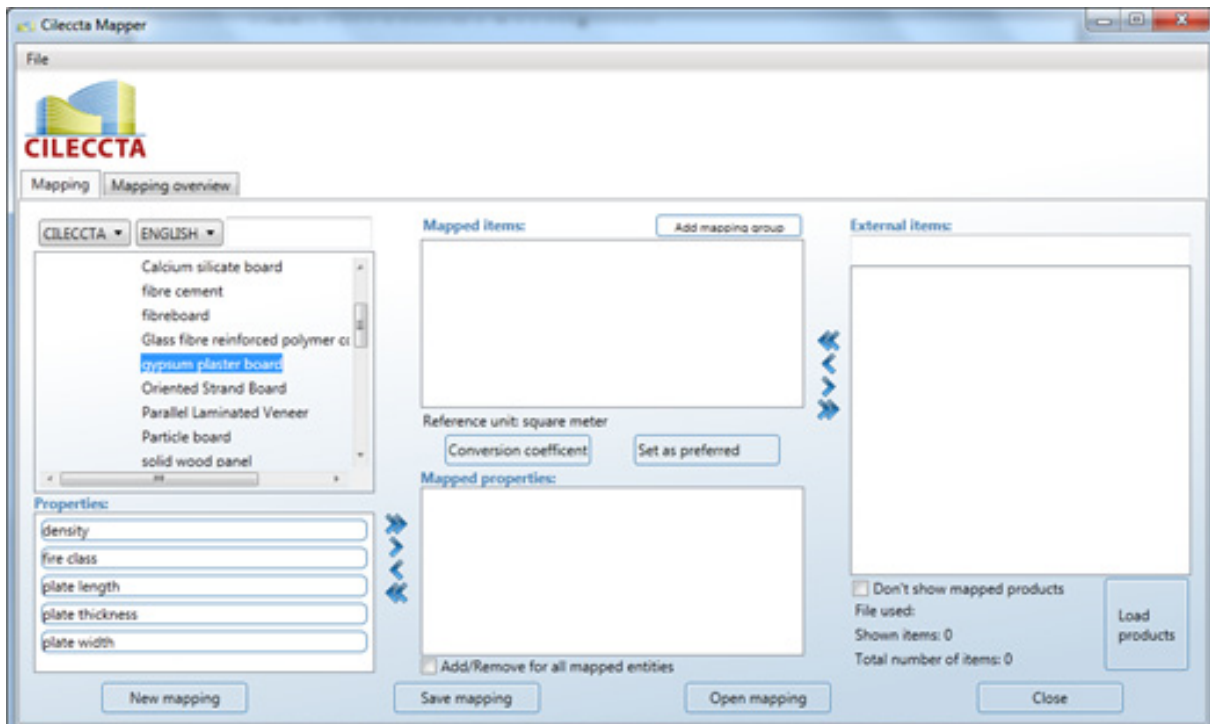 Cileccta Mapper
File
CILECCTA
Mapping
Mapping overview
CILECCTA
ENGLISH
Calcium silicate board
fibre cement
fibreboard
Glass fibre reinforced polymer cc
gypsum plaster board
Oriented Strand Board
Parallel Laminated Veneer
Particle board
solid wood panel
Properties:
density
fire class
plate length
plate thickness
plate width
Mapped items:
Add mapping group
Reference unit: square meter
Conversion coefficent
Set as preferred
Mapped properties:
Add/Remove for all mapped entities
External items:
Don't show mapped products
File used:
Shown items: 0
Total number of items: 0
Load
products
New mapping
Save mapping
Open mapping
Close